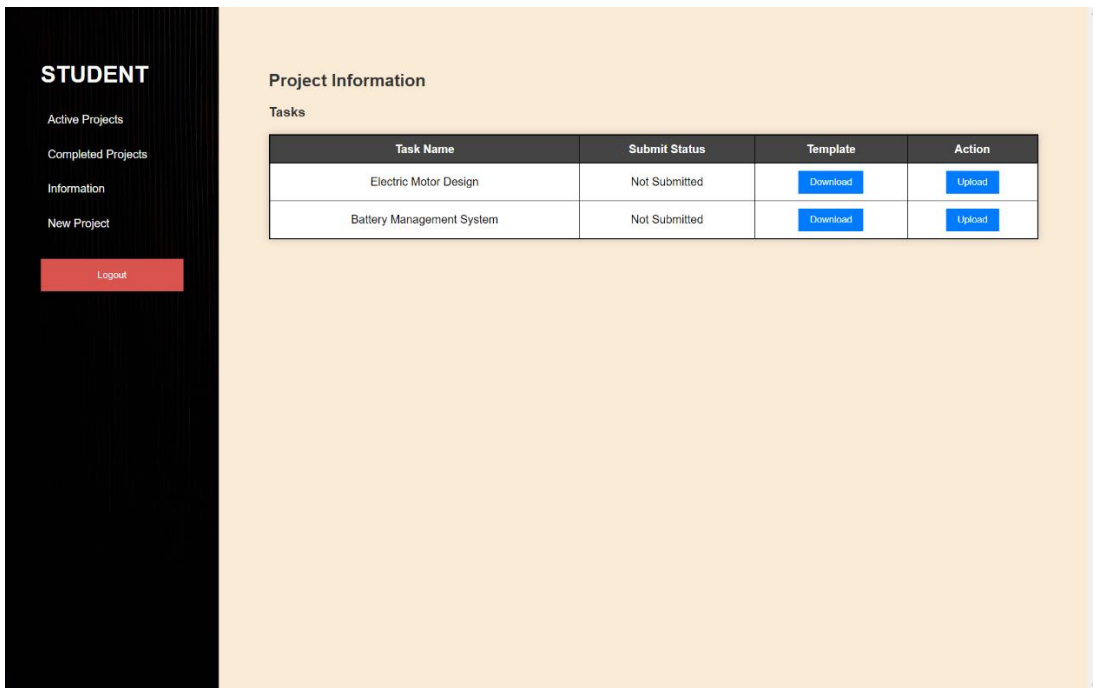 STUDENT
Active Projects
Completed Projects
Information
New Project
Logout
Project Information
Tasks
Task Name Submit Status Template Action
Electric Motor Design Not Submitted Download Upload
Battery Management System Not Submitted Download Upload